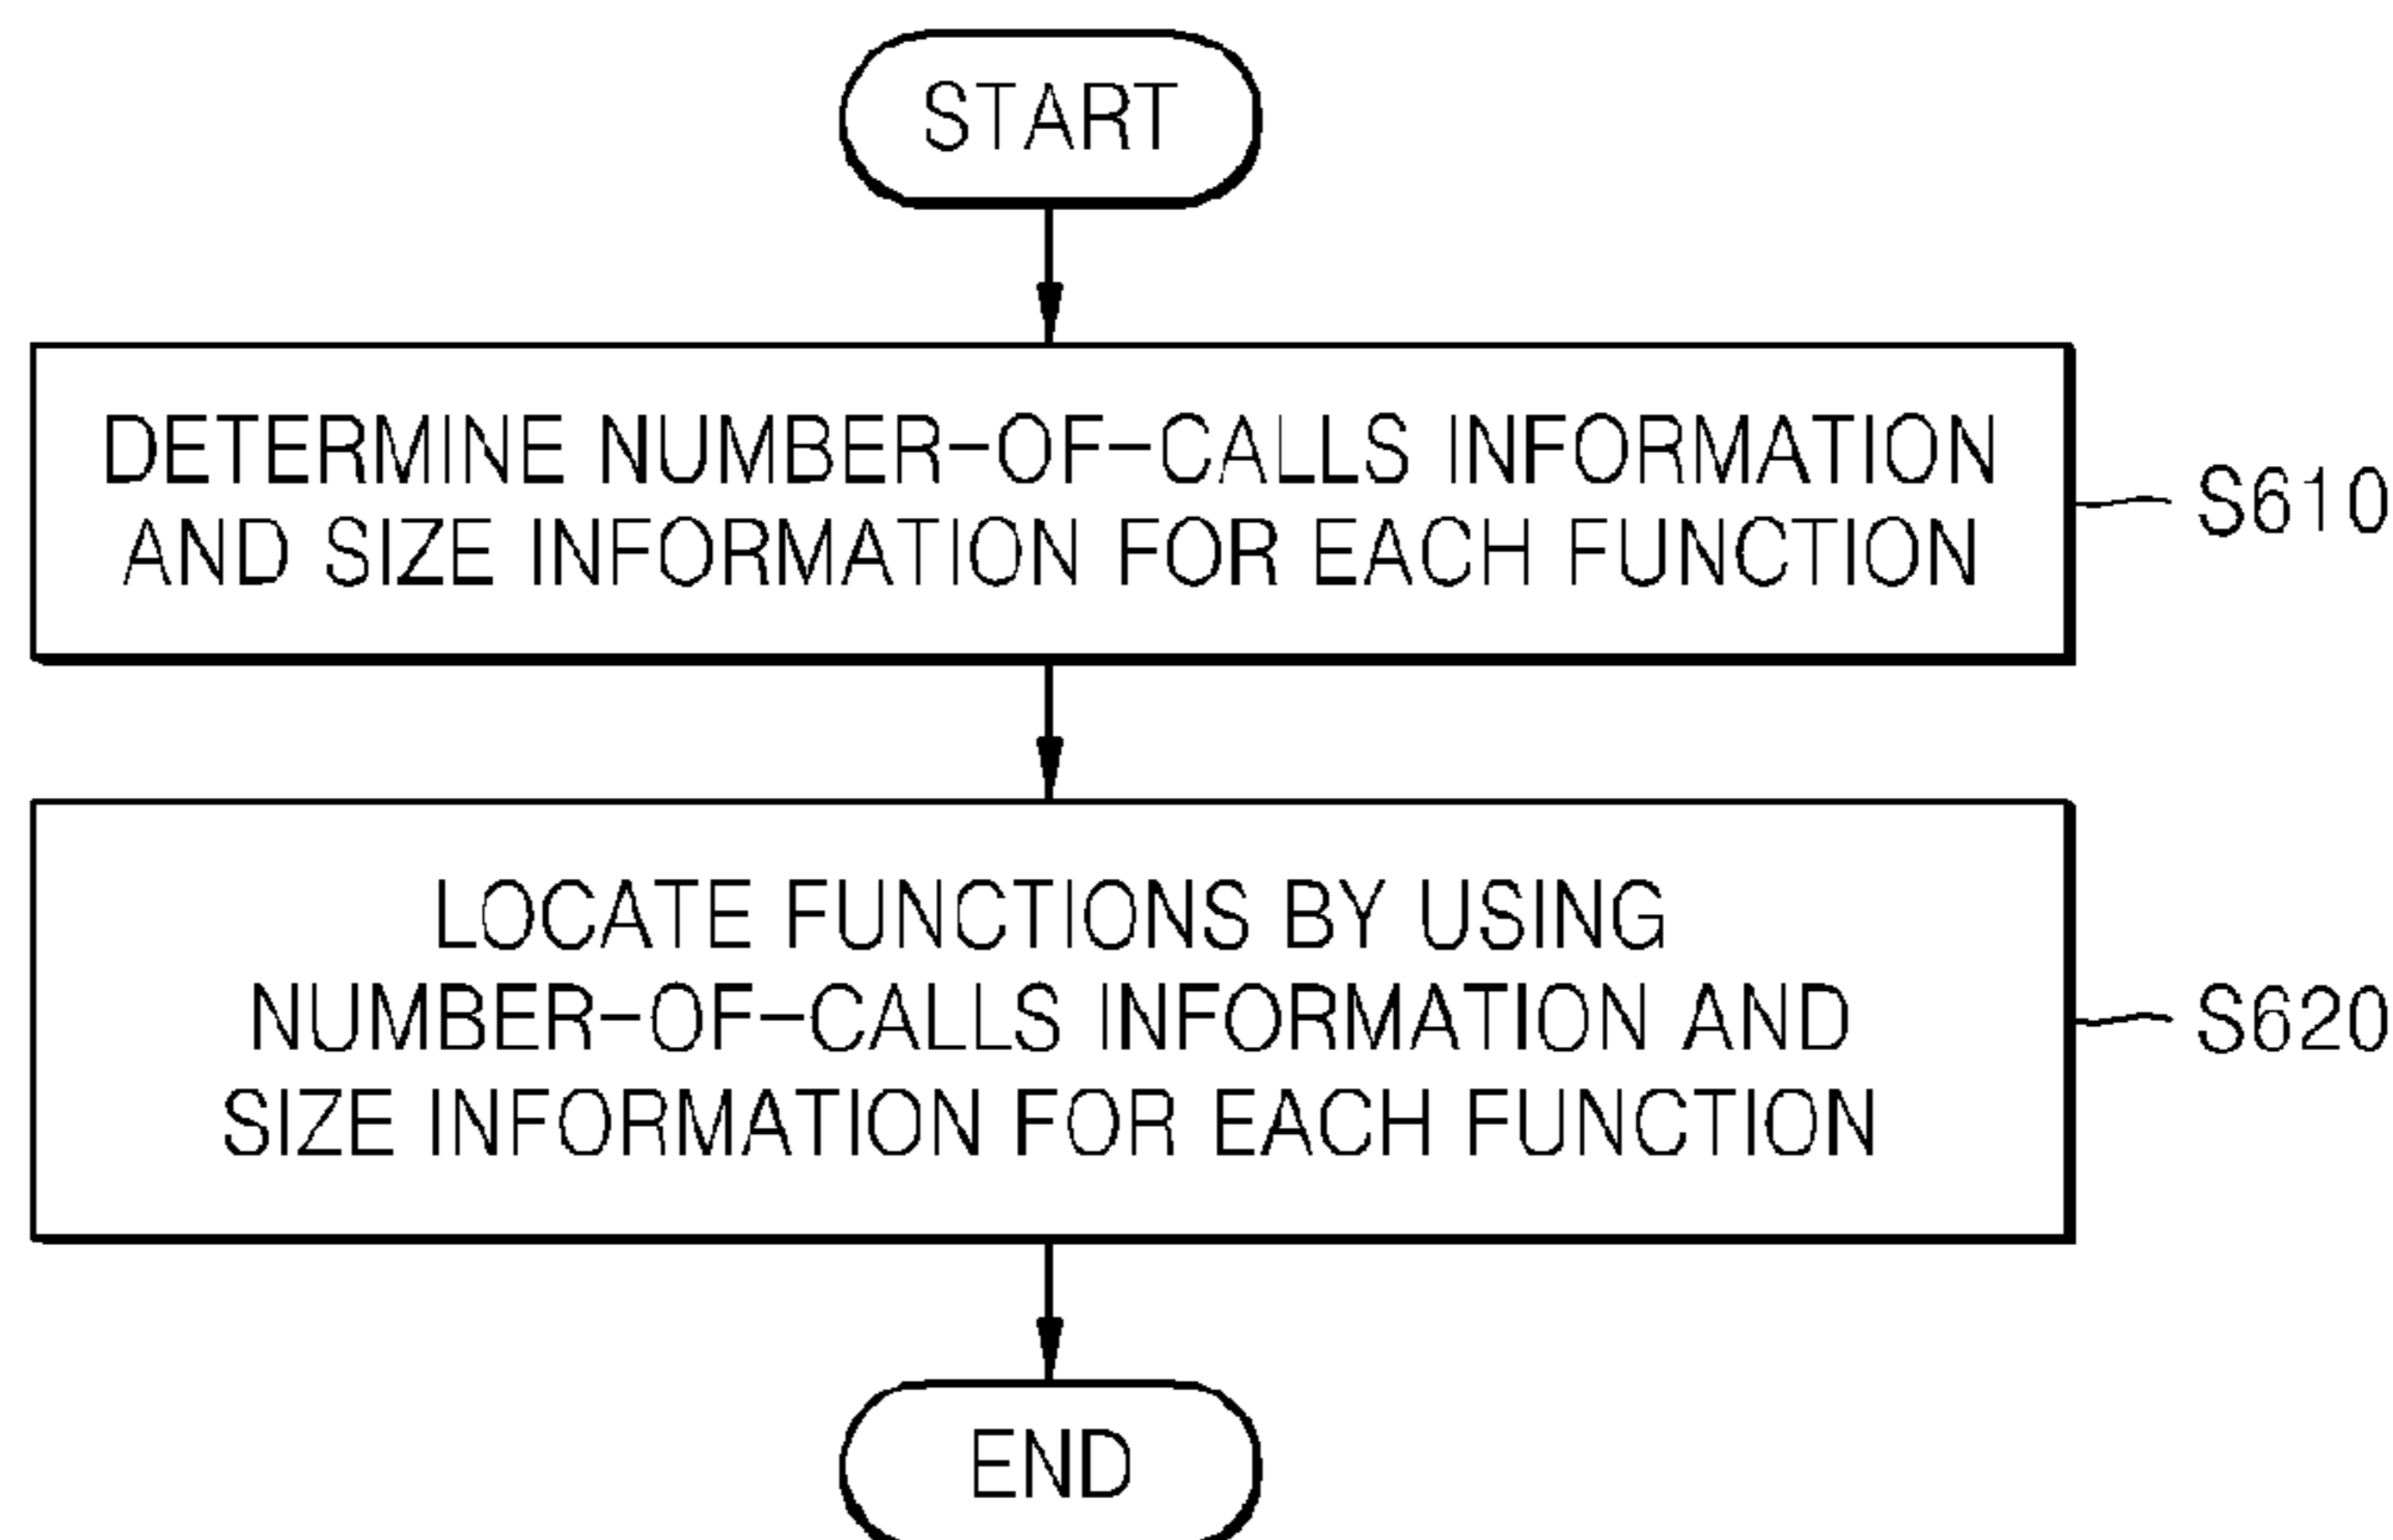 START
DETERMINE NUMBER-OF-CALLS INFORMATION
AND SIZE INFORMATION FOR EACH FUNCTION
S610
LOCATE FUNCTIONS BY USING
NUMBER-OF-CALLS INFORMATION AND
SIZE INFORMATION FOR EACH FUNCTION
S620
END